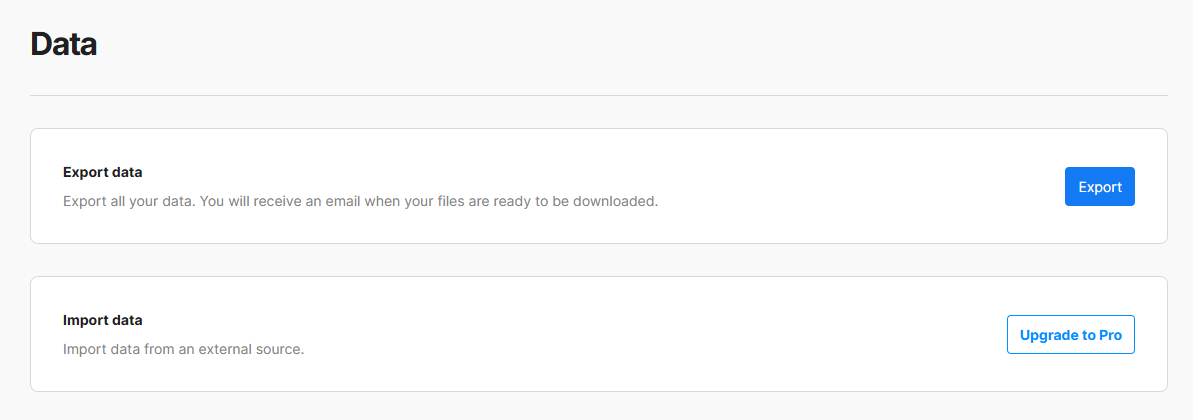 Data
Export data
Export all your data. You will receive an email when your files are ready to be downloaded.
Export
Import data
Import data from an external source.
Upgrade to Pro